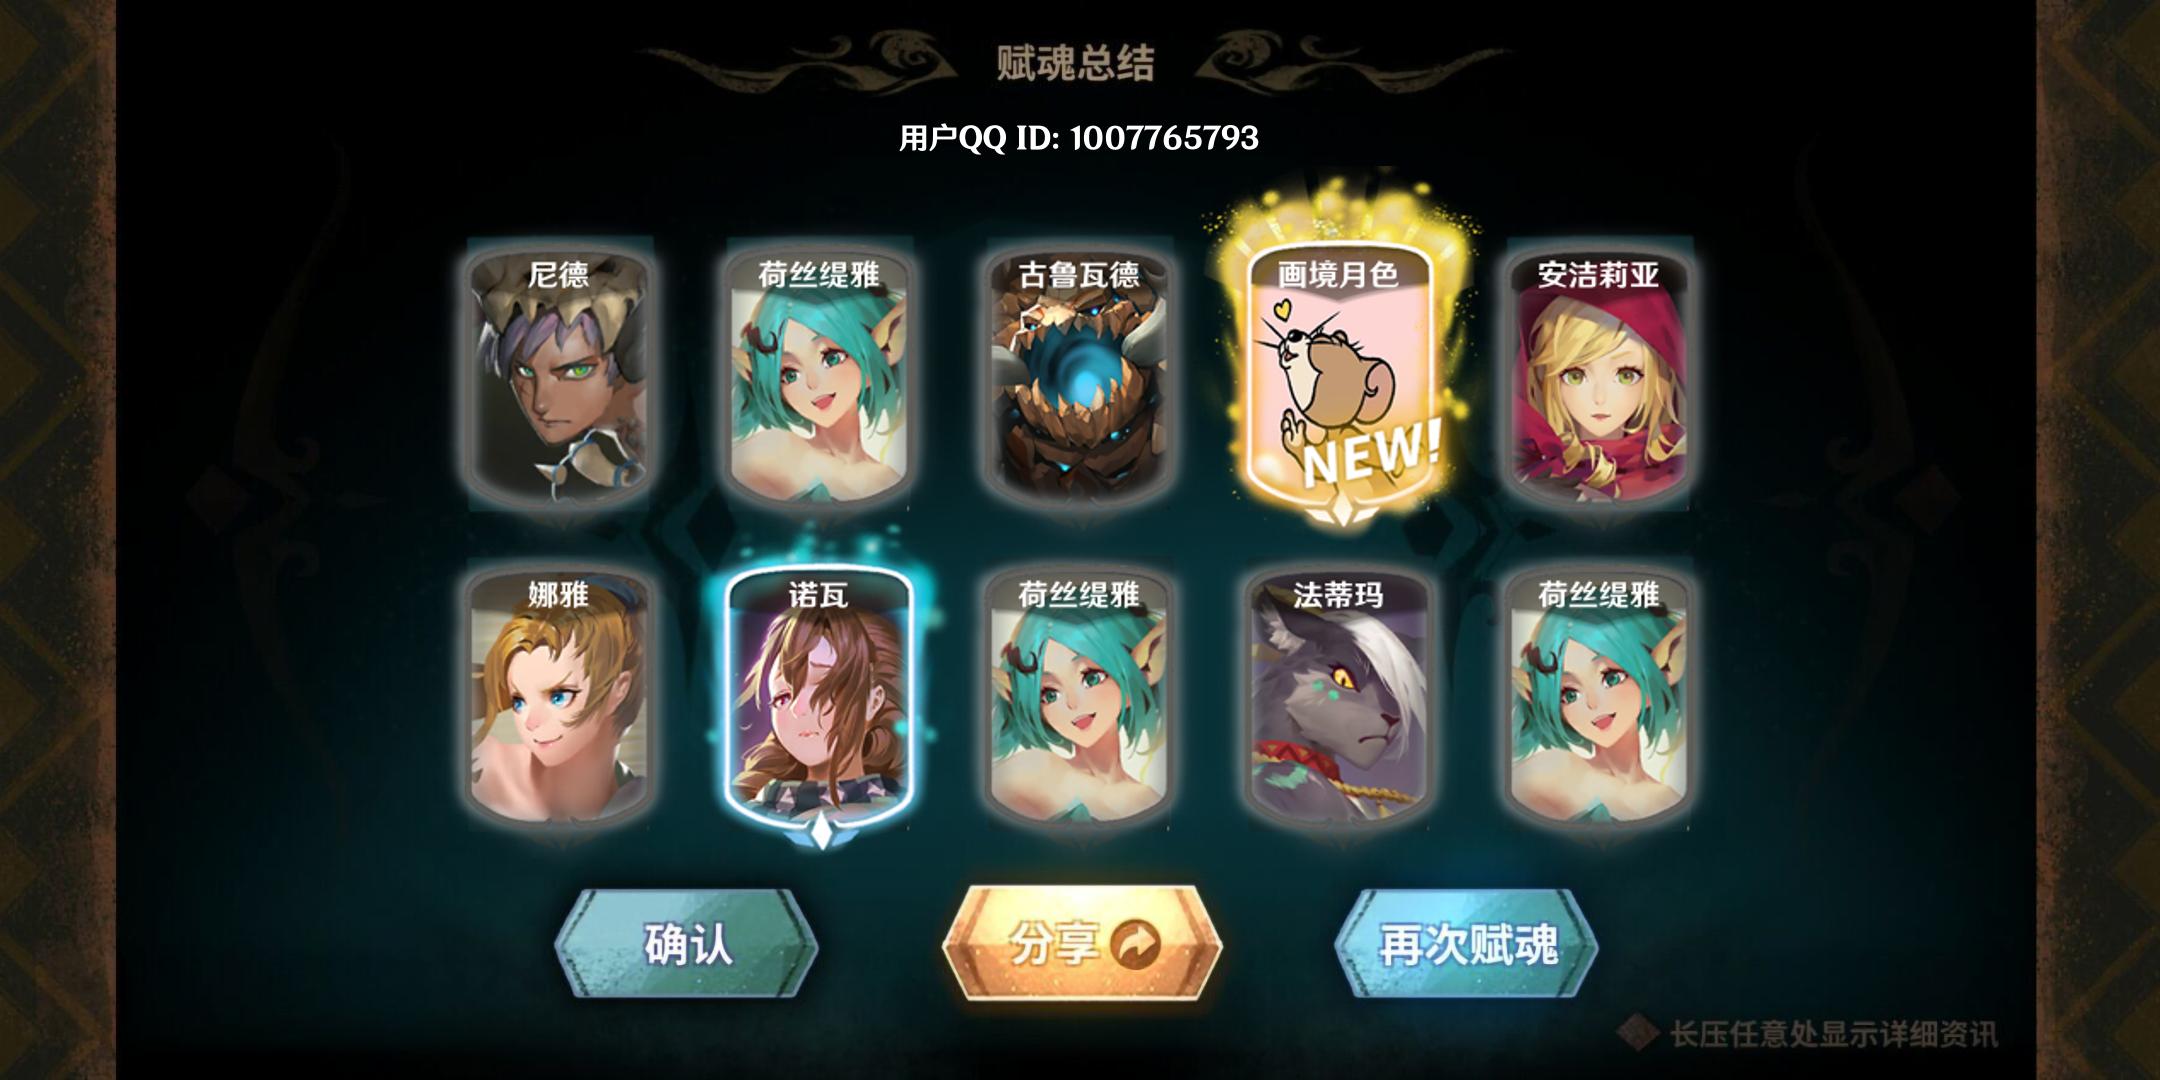 赋魂总结
用户QQ ID: 1007765793
尼德
荷丝缇雅
古鲁瓦德
画境月色
NEW!
安洁莉亚
娜雅
诺瓦
荷丝缇雅
法蒂玛
荷丝缇雅
确认
分享
再次赋魂
长压任意处显示详细资讯